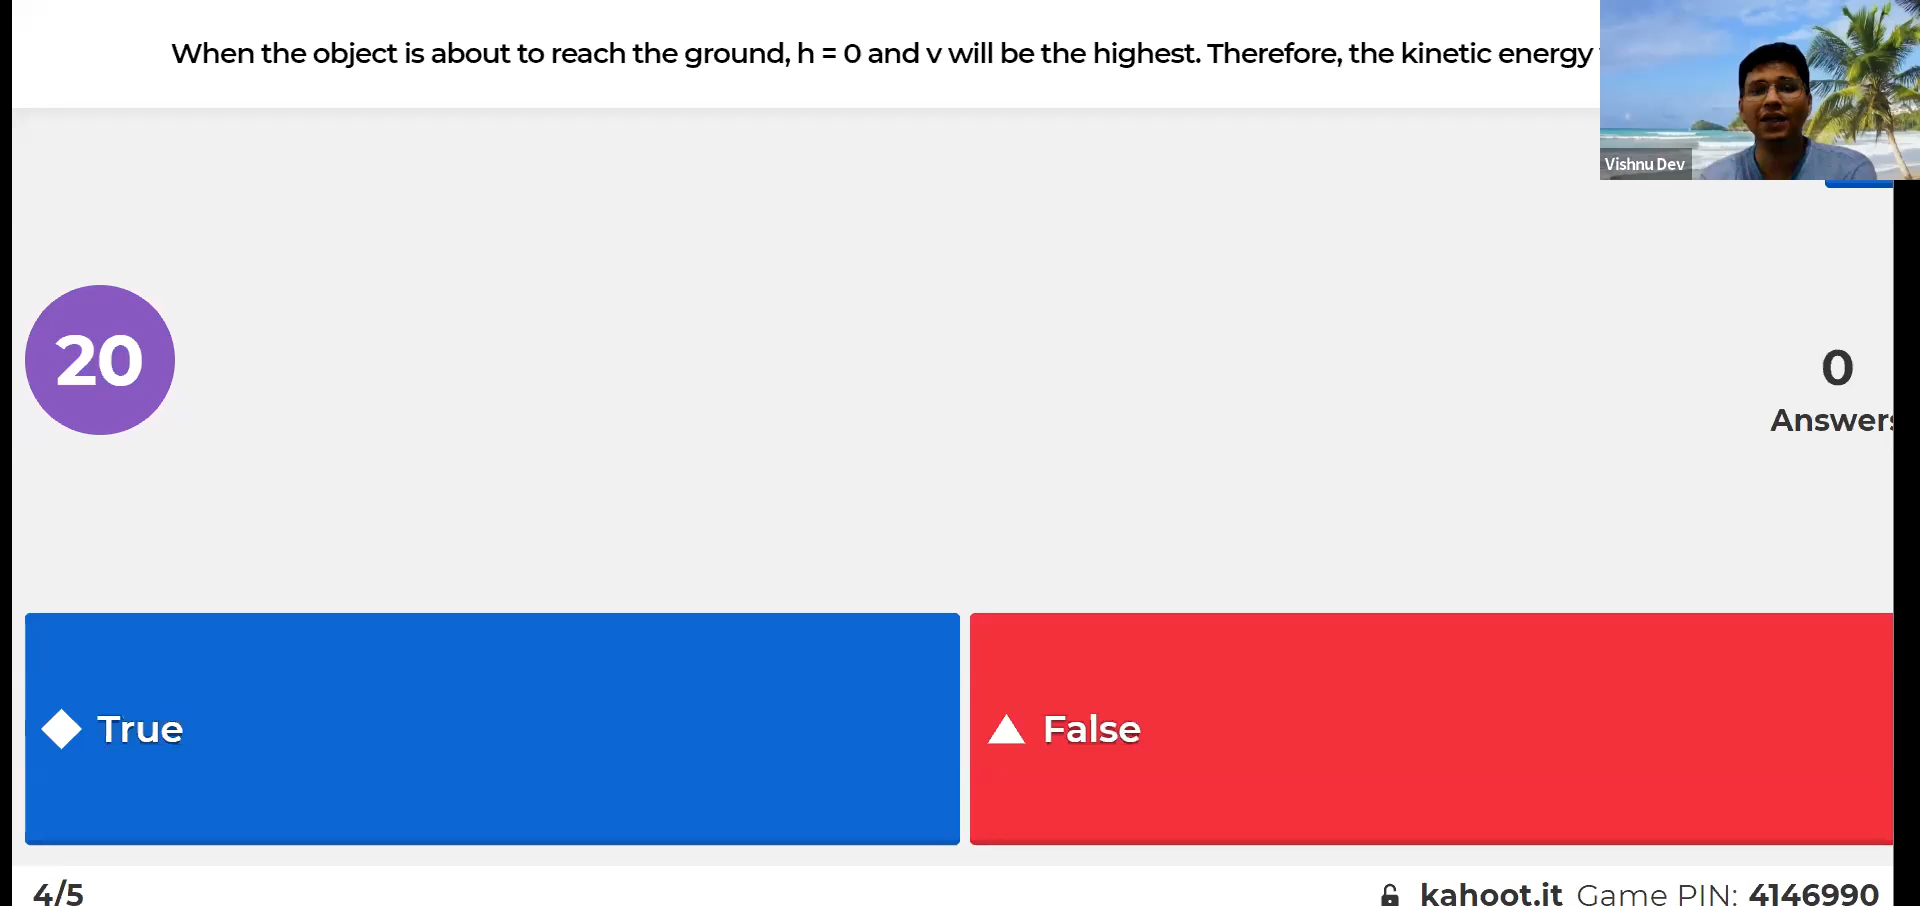 When the object is about to reach the ground, h = 0 and v will be the highest. Therefore, the kinetic energy
Vishnu Dev
20
0
Answers
True
False
4/5
kahoot.it Game PIN: 4146990